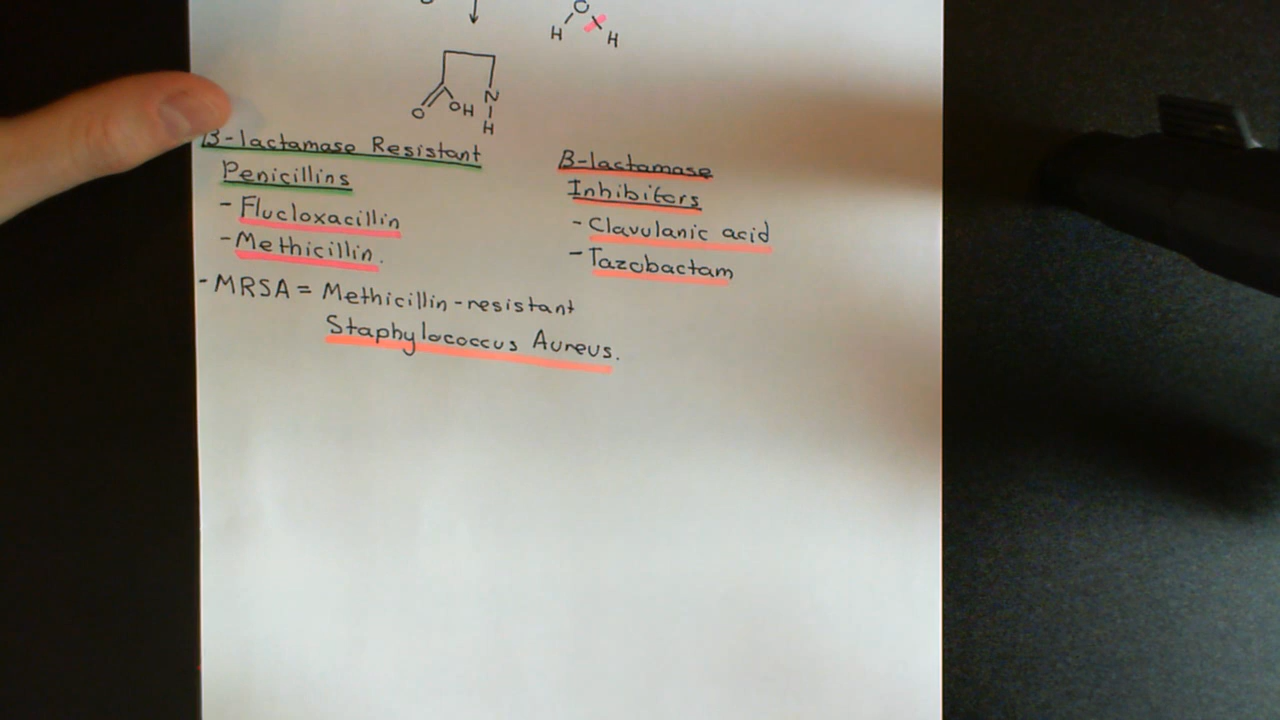 O
H
H
O
OH
N
H
β-lactamase Resistant
Penicillins
- Flucloxacillin
- Methicillin.
β-lactamase
Inhibitors
- Clavulanic acid
- Tazobactam
- MRSA = Methicillin-resistant
Staphylococcus Aureus.